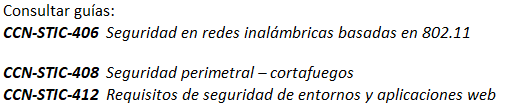 Consultar guías:
CCN-STIC-406 Seguridad en redes inalámbricas basadas en 802.11
CCN-STIC-408 Seguridad perimetral – cortafuegos
CCN-STIC-412 Requisitos de seguridad de entornos y aplicaciones web